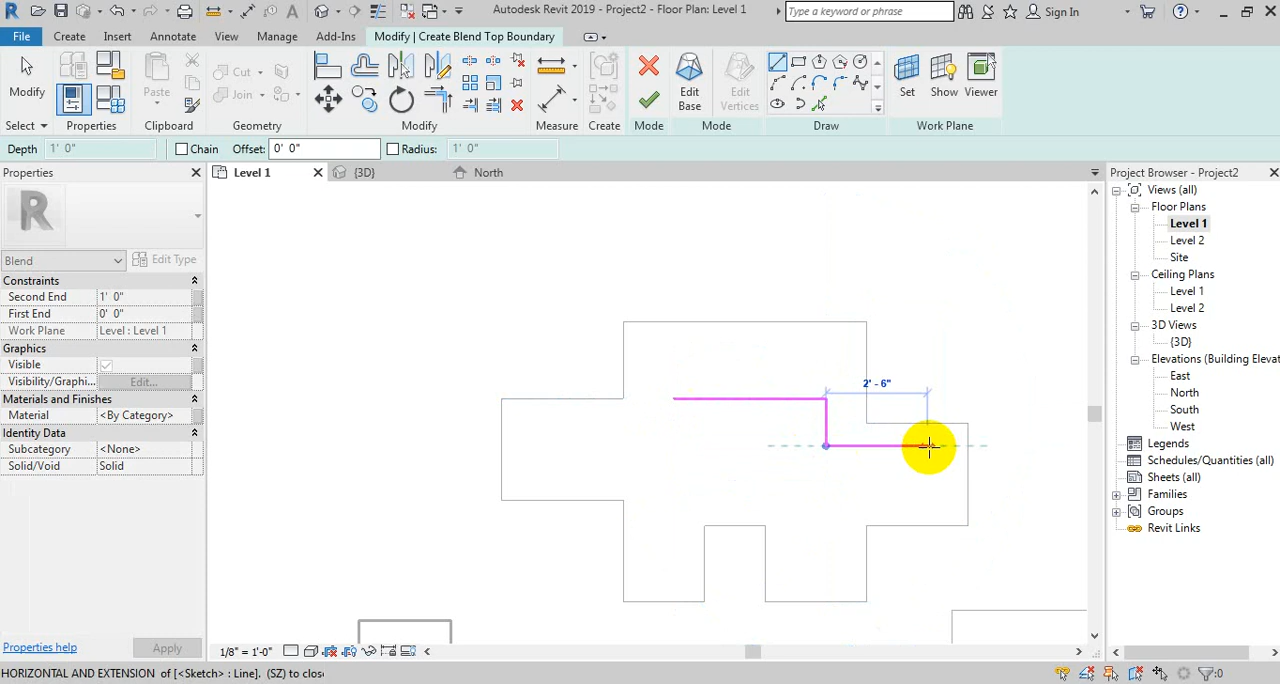 Autodesk Revit 2019 - Project2 - Floor Plan: Level 1
Type a keyword or phrase
Sign In
File
Create
Insert
Annotate
View
Manage
Add-Ins
Modify | Create Blend Top Boundary
Modify
Paste
Cut
Join
Edit Base
Edit Vertices
Set
Show
Viewer
Select
Properties
Clipboard
Geometry
Modify
Measure
Create
Mode
Mode
Draw
Work Plane
Depth 1' 0" Chain Offset: 0' 0" Radius: 1' 0"
Properties
Level 1
{3D}
North
Project Browser - Project2
Blend
Edit Type
Constraints
Second End 1' 0"
First End 0' 0"
Work Plane Level : Level 1
Graphics
Visible
Visibility/Graphi... Edit...
Materials and Finishes
Material <By Category>
Identity Data
Subcategory <None>
Solid/Void Solid
Properties help
Apply
2' - 6"
Views (all)
Floor Plans
Level 1
Level 2
Site
Ceiling Plans
Level 1
Level 2
3D Views
{3D}
Elevations (Building Elevat
East
North
South
West
Legends
Schedules/Quantities (all)
Sheets (all)
Families
Groups
Revit Links
1/8" = 1'-0"
HORIZONTAL AND EXTENSION of [<Sketch> : Line]. (SZ) to close
:0